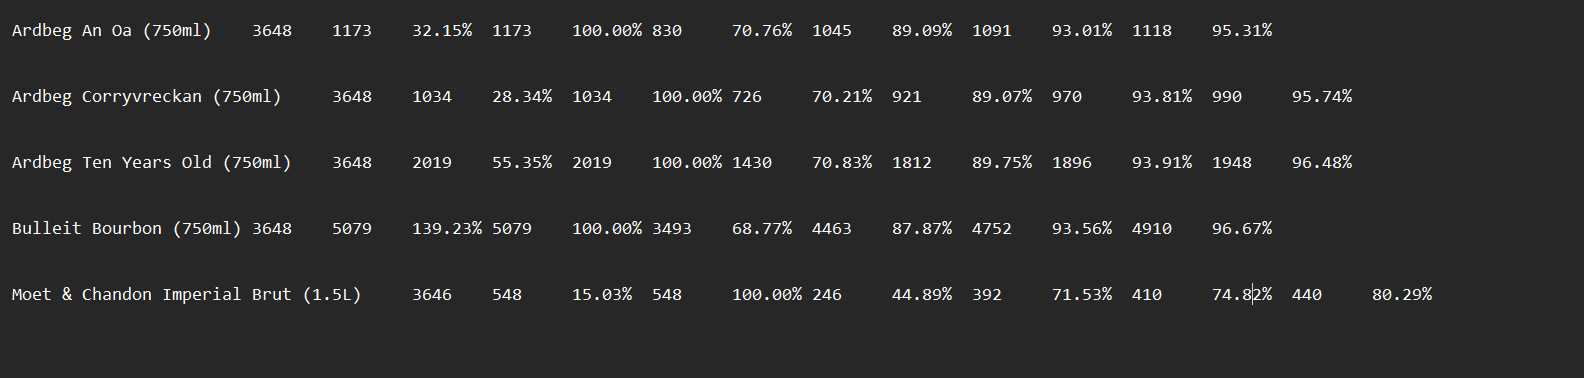 Ardbeg An Oa (750ml) 3648 1173 32.15% 1173 100.00% 830 70.76% 1045 89.09% 1091 93.01% 1118 95.31%
Ardbeg Corryvreckan (750ml) 3648 1034 28.34% 1034 100.00% 726 70.21% 921 89.07% 970 93.81% 990 95.74%
Ardbeg Ten Years Old (750ml) 3648 2019 55.35% 2019 100.00% 1430 70.83% 1812 89.75% 1896 93.91% 1948 96.48%
Bulleit Bourbon (750ml) 3648 5079 139.23% 5079 100.00% 3493 68.77% 4463 87.87% 4752 93.56% 4910 96.67%
Moet & Chandon Imperial Brut (1.5L) 3646 548 15.03% 548 100.00% 246 44.89% 392 71.53% 410 74.82% 440 80.29%